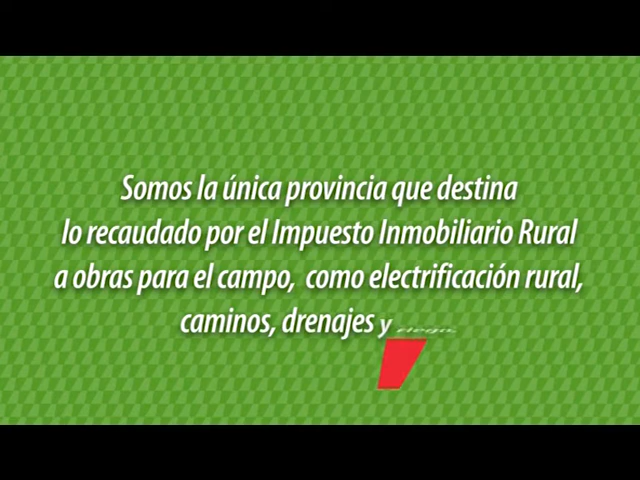 Somos la única provincia que destina
lo recaudado por el Impuesto Inmobiliario Rural
a obras para el campo, como electrificación rural,
caminos, drenajes y riego.